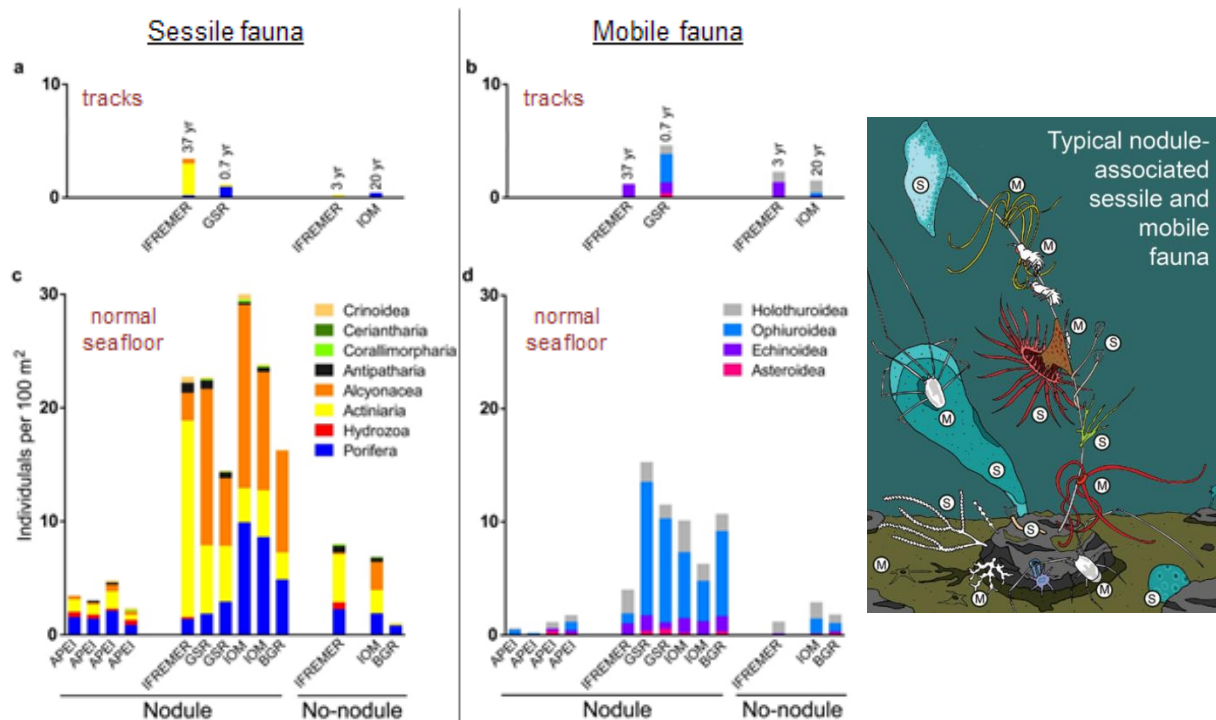 Sessile fauna
Mobile fauna
a
10
0
tracks
37 yr
0.7 yr
3 yr
20 yr
IFREMER
GSR
IFREMER
IOM
b
10
0
tracks
37 yr
0.7 yr
3 yr
20 yr
IFREMER
GSR
IFREMER
IOM
c
30
20
10
0
Individulals per 100 m²
normal
seafloor
Crinoidea
Ceriantharia
Corallimorpharia
Antipatharia
Alcyonacea
Actiniaria
Hydrozoa
Porifera
APEI
APEI
APEI
APEI
IFREMER
GSR
GSR
IOM
IOM
BGR
IFREMER
IOM
BGR
Nodule
No-nodule
d
30
20
10
0
normal
seafloor
Holothuroidea
Ophiuroidea
Echinoidea
Asteroidea
APEI
APEI
APEI
APEI
IFREMER
GSR
GSR
IOM
IOM
BGR
IFREMER
IOM
BGR
Nodule
No-nodule
Typical nodule-
associated
sessile and
mobile
fauna
S
M
M
M
S
S
M
S
S
M
S
S
M
M
M
S